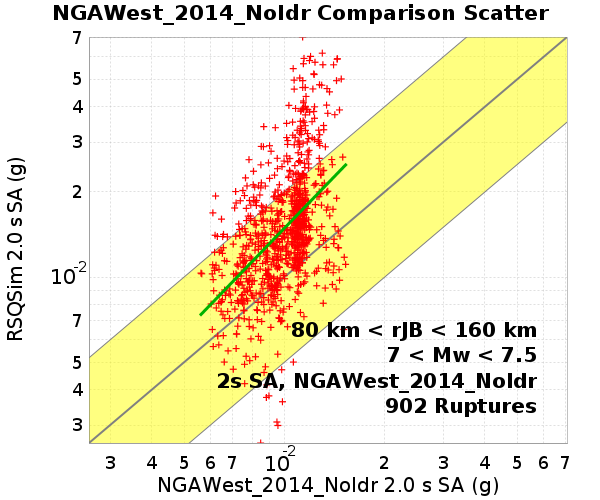 NGAWest_2014_NoIdr Comparison Scatter
7
5
4
3
2
10-2
7
5
4
3
RSQSim 2.0 s SA (g)
80 km < rJB < 160 km
7 < Mw < 7.5
2s SA, NGAWest_2014_NoIdr
902 Ruptures
3 4 5 6 7 10-2 2 3 4 5 6 7
NGAWest_2014_NoIdr 2.0 s SA (g)